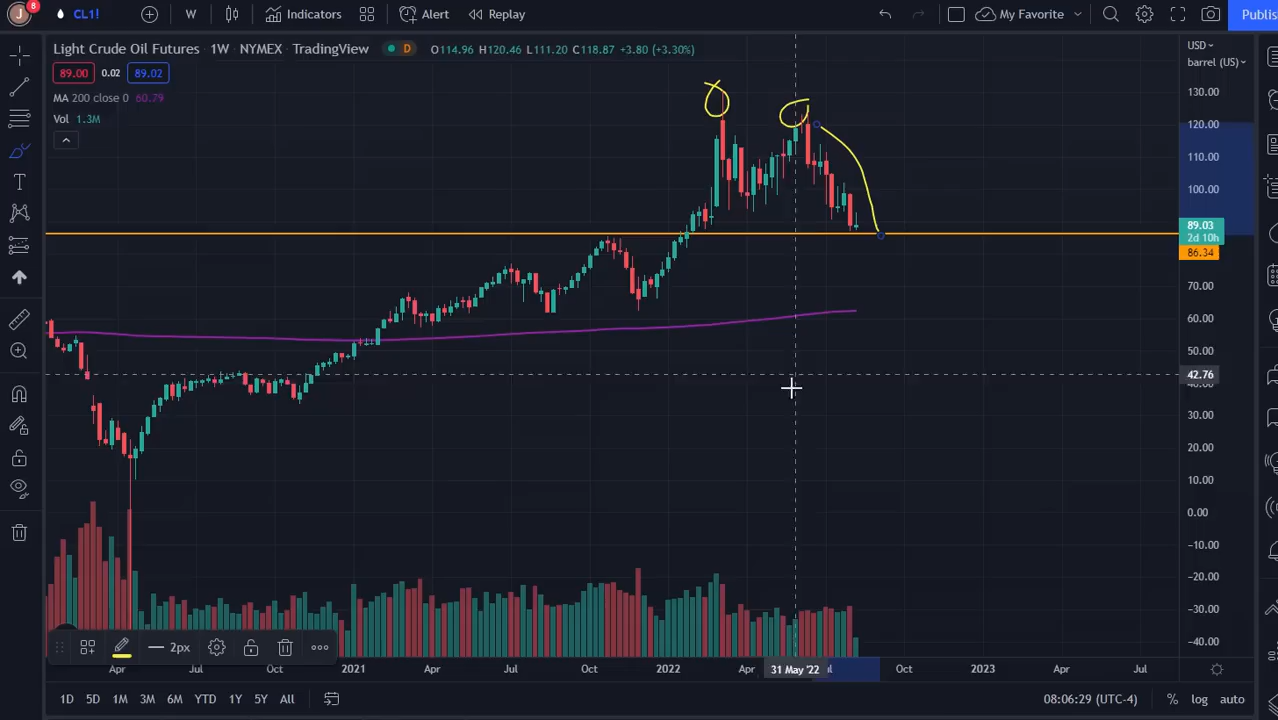 J 8 CL1! W Indicators Alert Replay My Favorite Publis
Light Crude Oil Futures · 1W · NYMEX · TradingView D O114.96 H120.46 L111.20 C118.87 +3.80 (+3.30%)
USD
barrel (US)
89.00 0.02 89.02
MA 200 close 0 60.79
Vol 1.3M
130.00
120.00
110.00
100.00
89.03
2d 10h
86.34
70.00
60.00
50.00
42.76
40.00
30.00
20.00
10.00
0.00
−10.00
−20.00
−30.00
−40.00
2px
Apr Jul Oct 2021 Apr Jul Oct 2022 Apr 31 May '22 Oct 2023 Apr Jul
1D 5D 1M 3M 6M YTD 1Y 5Y All 08:06:29 (UTC-4) % log auto